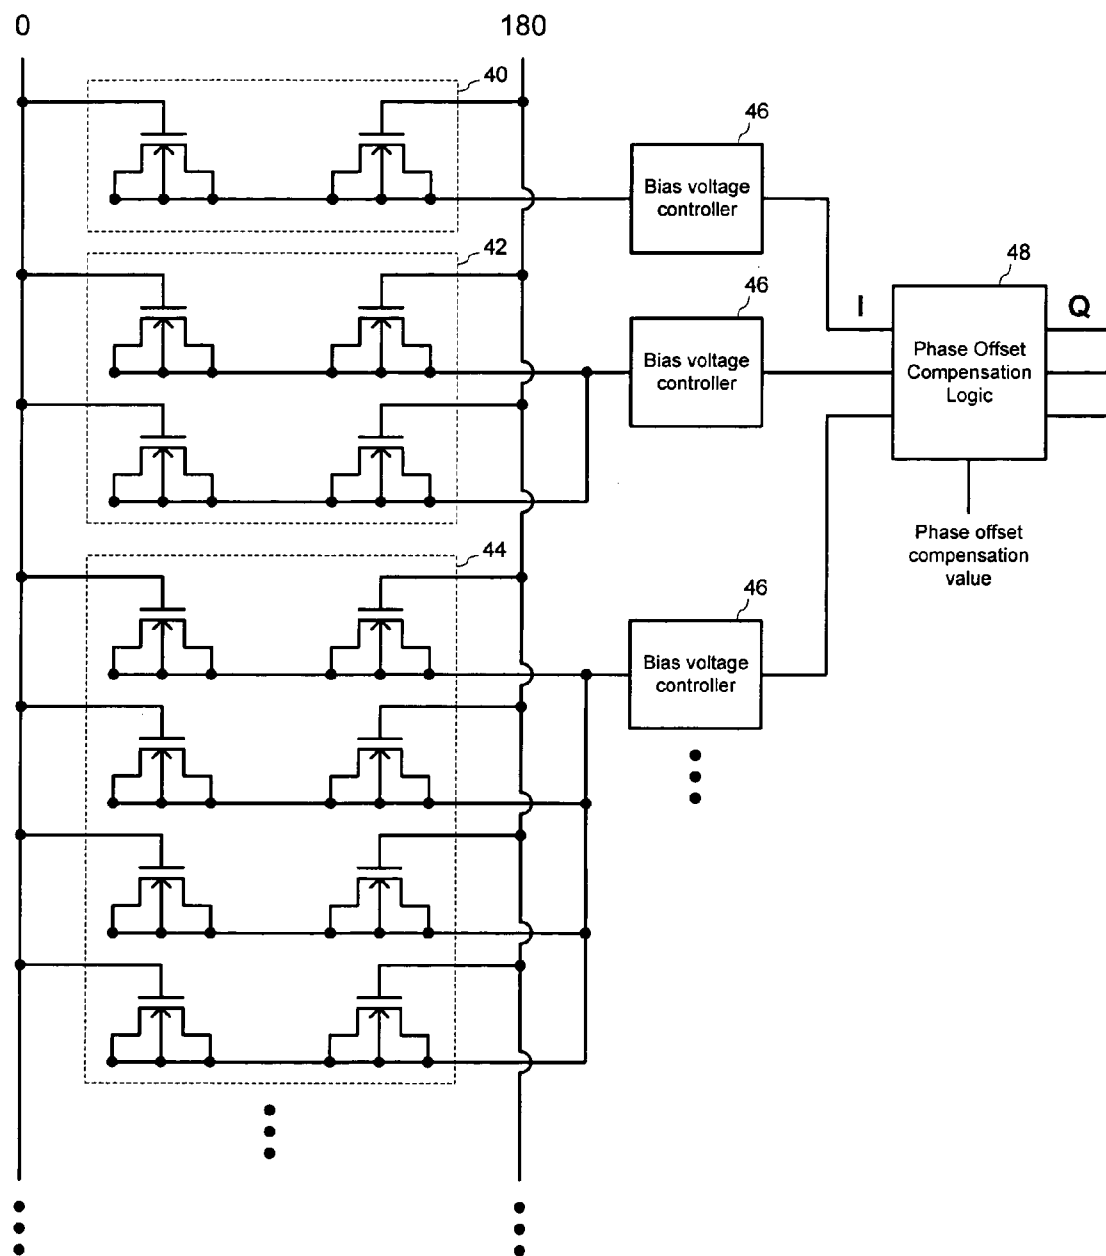 0
180
40
46
Bias voltage
controller
42
46
Bias voltage
controller
I
48
Phase Offset
Compensation
Logic
Q
Phase offset
compensation
value
44
46
Bias voltage
controller